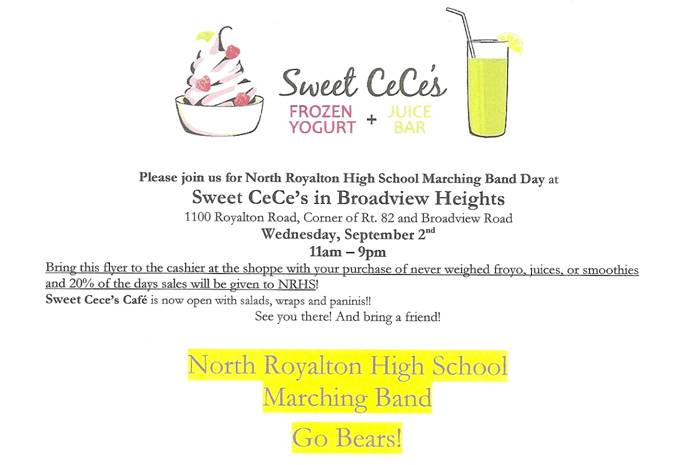 Sweet CeCe's
FROZEN YOGURT + JUICE BAR
Please join us for North Royalton High School Marching Band Day at
Sweet CeCe's in Broadview Heights
1100 Royalton Road, Corner of Rt. 82 and Broadview Road
Wednesday, September 2nd
11am – 9pm
Bring this flyer to the cashier at the shoppe with your purchase of never weighed froyo, juices, or smoothies
and 20% of the days sales will be given to NRHS!
Sweet Cece's Café is now open with salads, wraps and paninis!!
See you there! And bring a friend!
North Royalton High School
Marching Band
Go Bears!